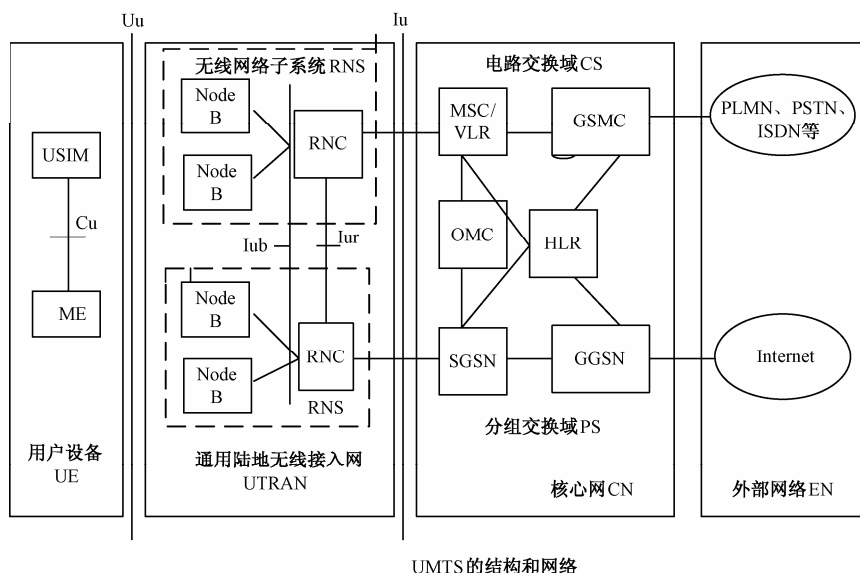 Uu
Iu
无线网络子系统RNS
Node
B
Node
B
RNC
USIM
Cu
ME
Iub
Iur
Node
B
Node
B
RNC
RNS
用户设备
UE
通用陆地无线接入网
UTRAN
电路交换域CS
MSC/
VLR
GSMC
OMC
HLR
SGSN
GGSN
分组交换域PS
核心网CN
PLMN、PSTN、
ISDN等
Internet
外部网络EN
UMTS的结构和网络